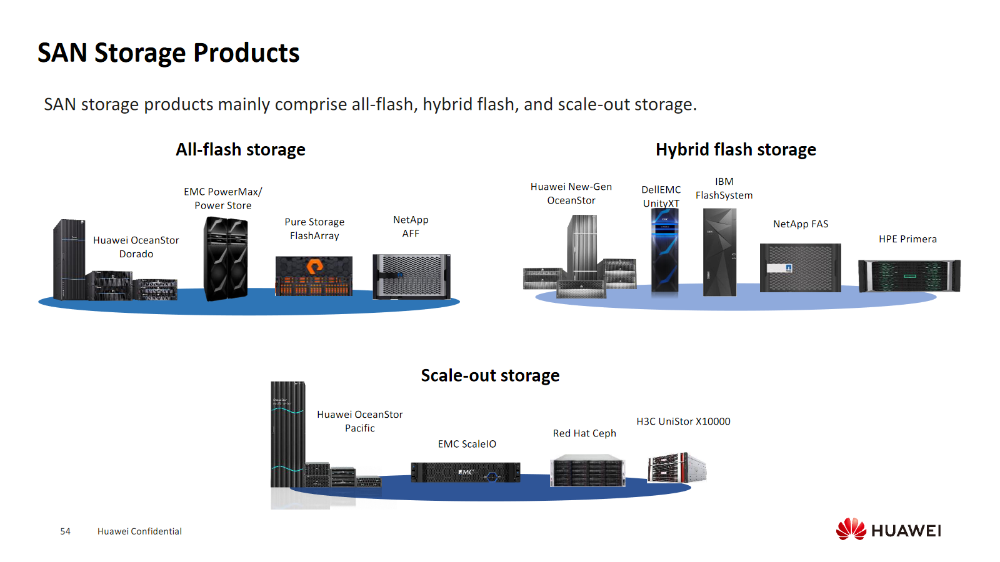 SAN Storage Products
SAN storage products mainly comprise all-flash, hybrid flash, and scale-out storage.
All-flash storage
EMC PowerMax/
Power Store
Pure Storage
FlashArray
NetApp
AFF
Huawei OceanStor
Dorado
Hybrid flash storage
Huawei New-Gen
OceanStor
DellEMC
UnityXT
IBM
FlashSystem
NetApp FAS
HPE Primera
EMC
Scale-out storage
Huawei OceanStor
Pacific
EMC ScaleIO
Red Hat Ceph
H3C UniStor X10000
EMC²
54
Huawei Confidential
HUAWEI